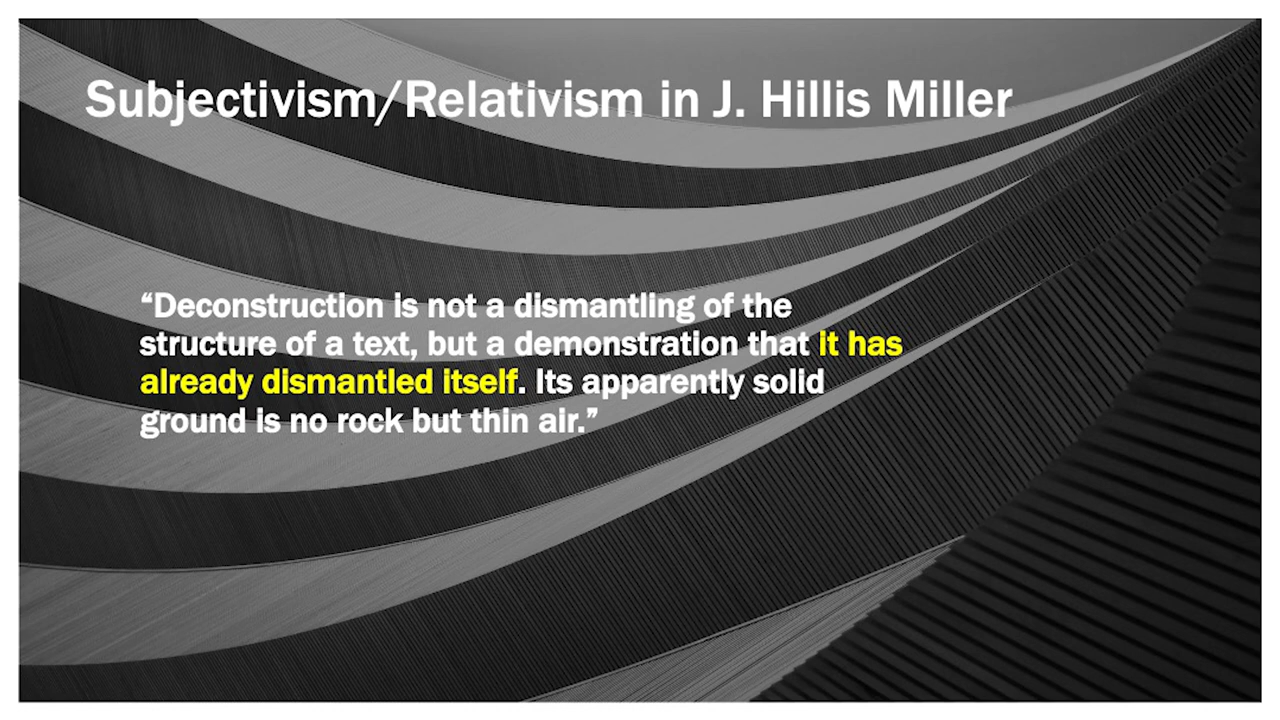 Subjectivism/Relativism in J. Hillis Miller
“Deconstruction is not a dismantling of the
structure of a text, but a demonstration that it has
already dismantled itself. Its apparently solid
ground is no rock but thin air.”